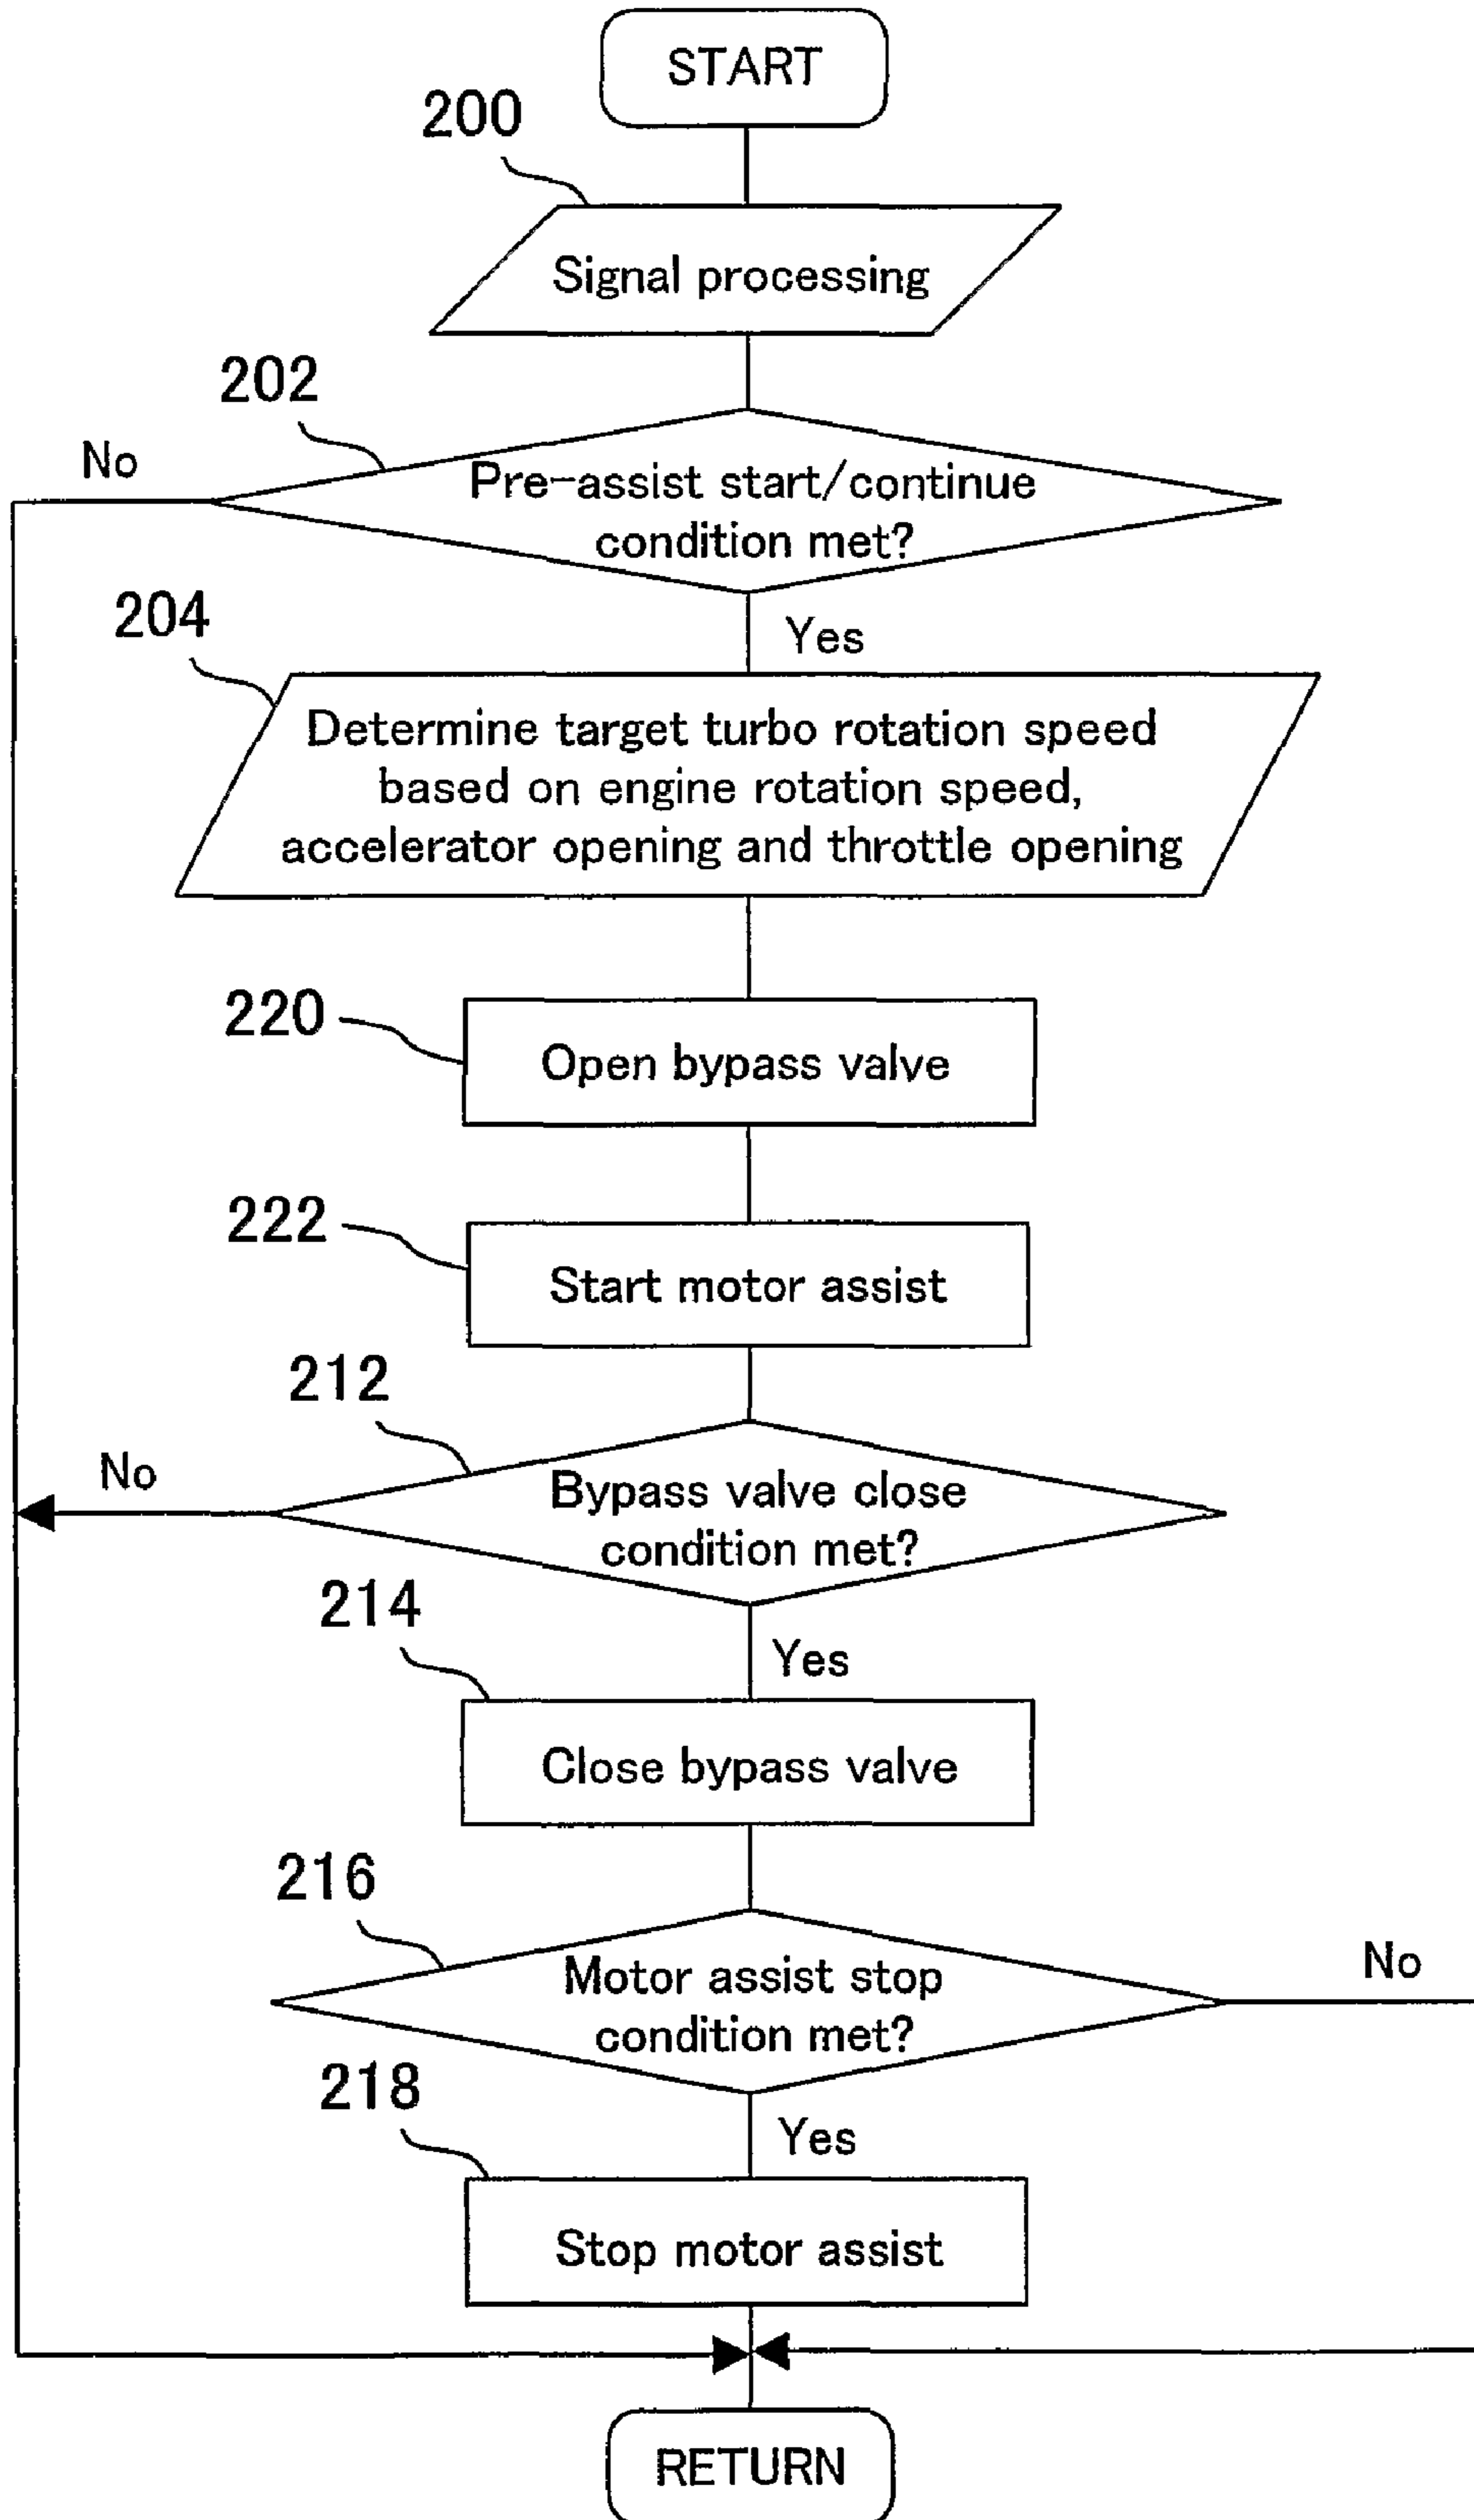 START
200
Signal processing
202
No
Pre-assist start/continue
condition met?
204
Yes
Determine target turbo rotation speed
based on engine rotation speed,
accelerator opening and throttle opening
220
Open bypass valve
222
Start motor assist
212
No
Bypass valve close
condition met?
214
Yes
Close bypass valve
216
Motor assist stop
condition met?
No
218
Yes
Stop motor assist
RETURN